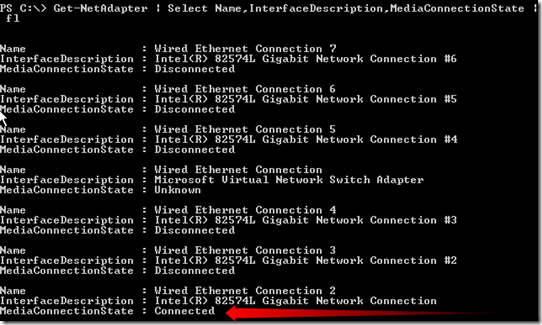 PS C:\> Get-NetAdapter | Select Name,InterfaceDescription,MediaConnectionState |
fl
Name : Wired Ethernet Connection 7
InterfaceDescription : Intel(R) 82574L Gigabit Network Connection #6
MediaConnectionState : Disconnected
Name : Wired Ethernet Connection 6
InterfaceDescription : Intel(R) 82574L Gigabit Network Connection #5
MediaConnectionState : Disconnected
Name : Wired Ethernet Connection 5
InterfaceDescription : Intel(R) 82574L Gigabit Network Connection #4
MediaConnectionState : Disconnected
Name : Wired Ethernet Connection
InterfaceDescription : Microsoft Virtual Network Switch Adapter
MediaConnectionState : Unknown
Name : Wired Ethernet Connection 4
InterfaceDescription : Intel(R) 82574L Gigabit Network Connection #3
MediaConnectionState : Disconnected
Name : Wired Ethernet Connection 3
InterfaceDescription : Intel(R) 82574L Gigabit Network Connection #2
MediaConnectionState : Disconnected
Name : Wired Ethernet Connection 2
InterfaceDescription : Intel(R) 82574L Gigabit Network Connection
MediaConnectionState : Connected